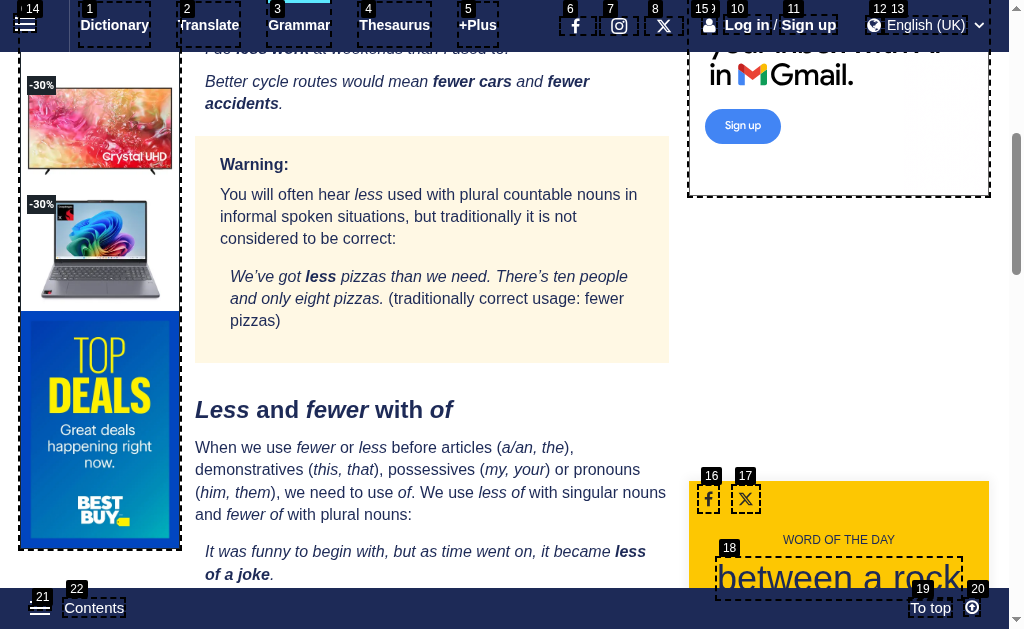 Dictionary
Translate
Grammar
Thesaurus
+Plus
Log in / Sign up
English (UK)
I do less work at weekends than I used to.
Better cycle routes would mean fewer cars and fewer
accidents.
Warning:
You will often hear less used with plural countable nouns in
informal spoken situations, but traditionally it is not
considered to be correct:
We've got less pizzas than we need. There's ten people
and only eight pizzas. (traditionally correct usage: fewer
pizzas)
Less and fewer with of
When we use fewer or less before articles (a/an, the),
demonstratives (this, that), possessives (my, your) or pronouns
(him, them), we need to use of. We use less of with singular nouns
and fewer of with plural nouns:
It was funny to begin with, but as time went on, it became less
of a joke.
-30%
Crystal UHD
-30%
TOP
DEALS
Great deals
happening right
now.
BEST
BUY
in Gmail.
Sign up
WORD OF THE DAY
between a rock
Contents
To top
14
1
2
3
4
5
6
7
8
15
10
11
12
13
16
17
18
19
20
21
22